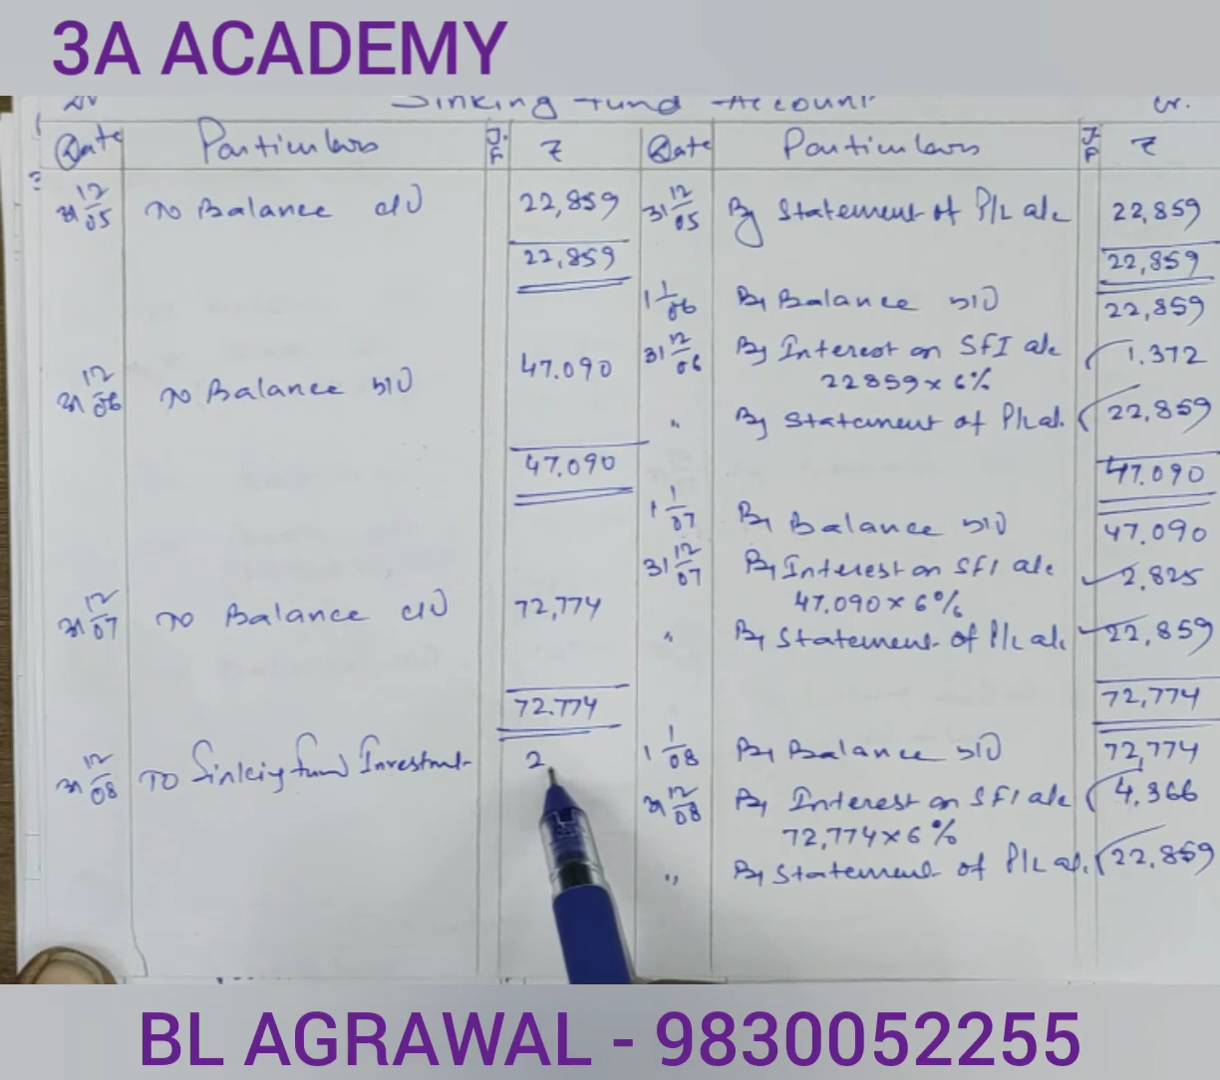 3A ACADEMY
Dr Sinking Fund Account Cr.
Date Particulars J.F ₹ Date Particulars J.F ₹
31 12/05 To Balance c/d 22,859 31 12/05 By Statement of P/L a/c 22,859
22,859 22,859
1 1/06 By Balance b/d 22,859
31 12/06 By Interest on SFI a/c 1.372
22859 x 6%
31 12/06 To Balance b/d 47.090
" By Statement of P/L a/c. 22,859
47.090 47.090
1 1/07 By Balance b/d 47.090
31 12/07 By Interest on SFI a/c 2.825
47.090 x 6%
31 12/07 To Balance c/d 72,774
" By Statement of P/L a/c 22,859
72.774 72,774
31 12/08 To Sinking fund Investment 2 1 1/08 By Balance b/d 72,774
31 12/08 By Interest on SFI a/c 4,366
72,774 x 6%
" By Statement of P/L a/c. 22.859
BL AGRAWAL - 9830052255